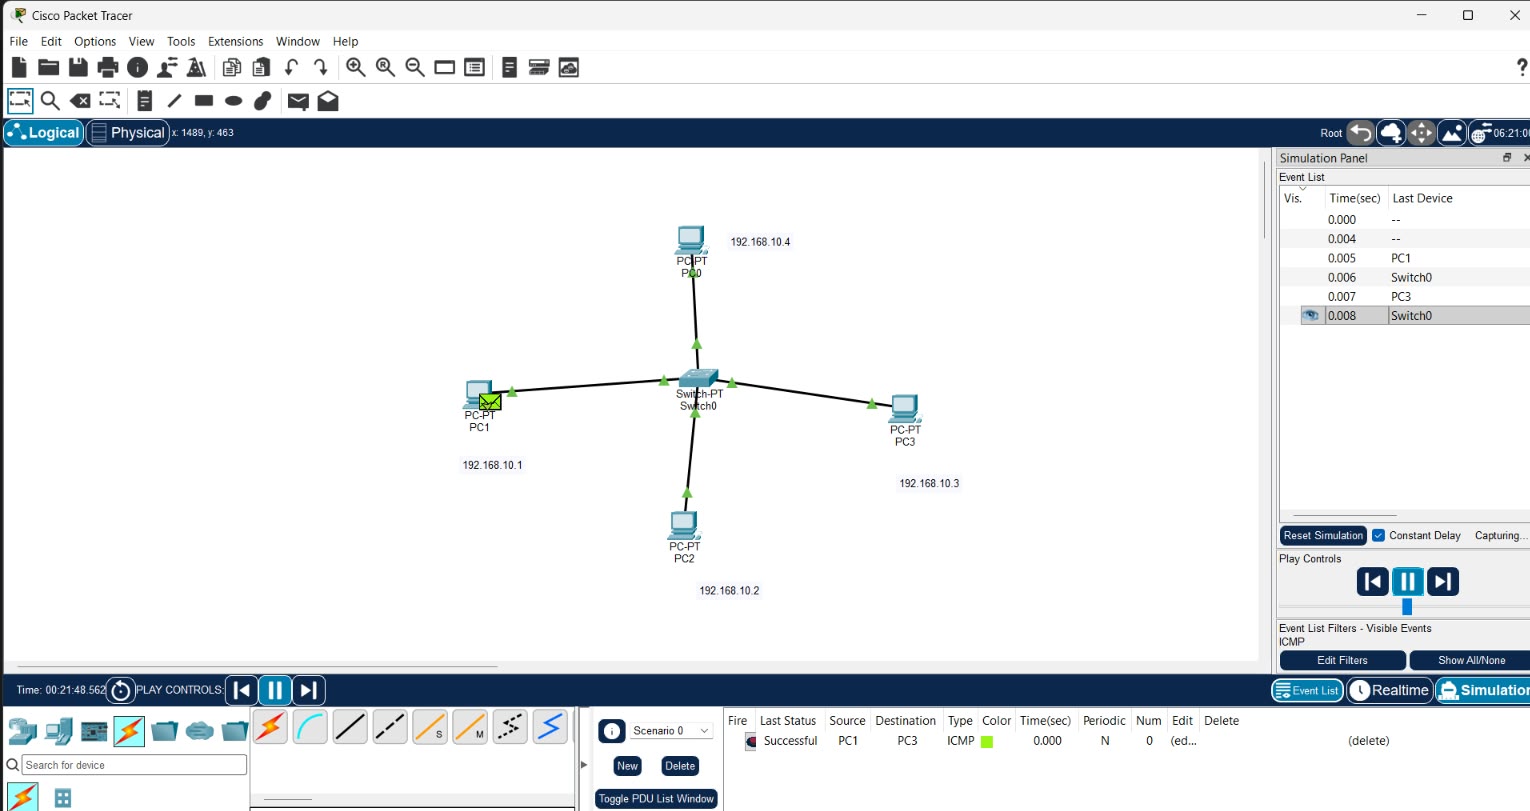 Cisco Packet Tracer
File Edit Options View Tools Extensions Window Help
?
Logical Physical x: 1489, y: 463 Root 06:21:00
Simulation Panel
Event List
Vis. Time(sec) Last Device
0.000 --
0.004 --
0.005 PC1
0.006 Switch0
0.007 PC3
0.008 Switch0
192.168.10.4
PC-PT
PC0
Switch-PT
Switch0
PC-PT
PC1
192.168.10.1
PC-PT
PC3
192.168.10.3
PC-PT
PC2
192.168.10.2
Reset Simulation Constant Delay Capturing...
Play Controls
Event List Filters - Visible Events
ICMP
Edit Filters Show All/None
Time: 00:21:48.562 PLAY CONTROLS: Event List Realtime Simulation
S M
Search for device
Scenario 0
New Delete
Toggle PDU List Window
Fire Last Status Source Destination Type Color Time(sec) Periodic Num Edit Delete
Successful PC1 PC3 ICMP 0.000 N 0 (ed... (delete)